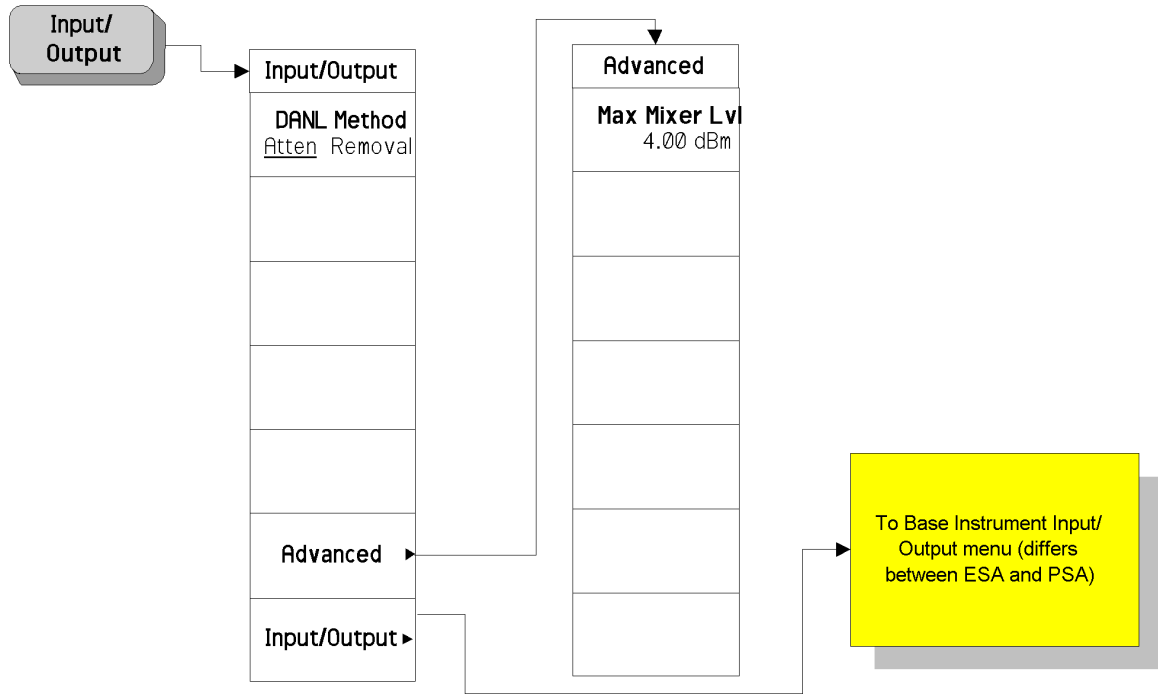 Input/
Output
Input/Output
DANL Method
Atten Removal
Advanced
Input/Output
Advanced
Max Mixer Lvl
4.00 dBm
To Base Instrument Input/
Output menu (differs
between ESA and PSA)